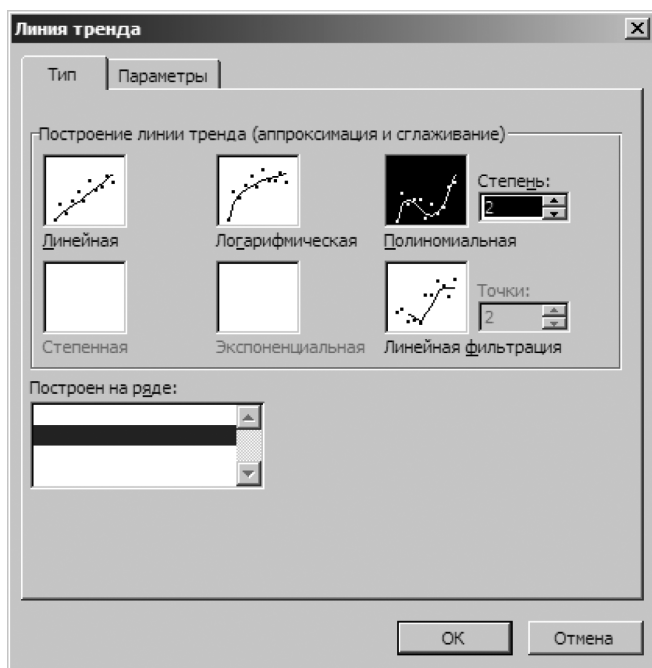 Линия тренда
Тип Параметры
Построение линии тренда (аппроксимация и сглаживание)
Степень:
2
Линейная Логарифмическая Полиномиальная
Точки:
2
Степенная Экспоненциальная Линейная фильтрация
Построен на ряде:
OK Отмена